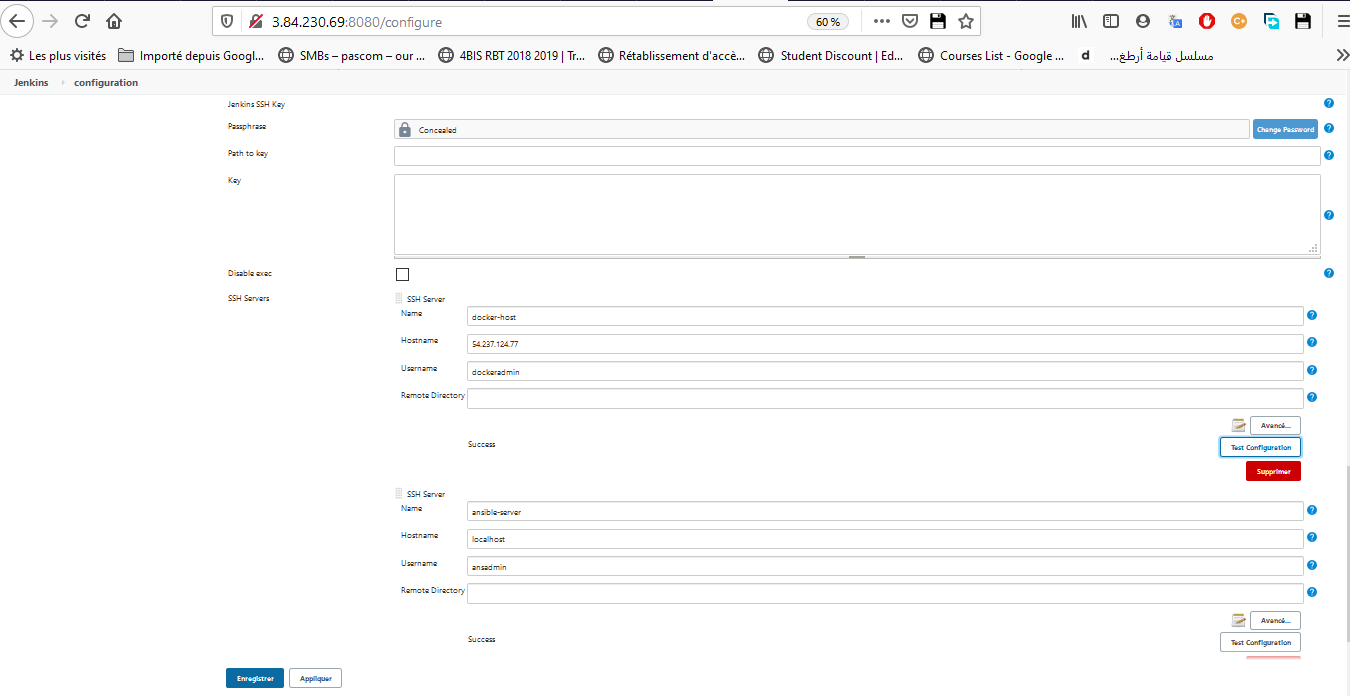 3.84.230.69:8080/configure
60 %
Les plus visités
Importé depuis Googl...
SMBs – pascom – our ...
4BIS RBT 2018 2019 | Tr...
Rétablissement d'accè...
Student Discount | Ed...
Courses List - Google ...
d
مسلسل قيامة أرطغ...
Jenkins
configuration
Jenkins SSH Key
Passphrase
Concealed
Change Password
Path to key
Key
Disable exec
SSH Servers
SSH Server
Name
docker-host
Hostname
54.237.124.77
Username
dockeradmin
Remote Directory
Avancé...
Success
Test Configuration
Supprimer
SSH Server
Name
ansible-server
Hostname
localhost
Username
ansadmin
Remote Directory
Avancé...
Success
Test Configuration
Enregistrer
Appliquer